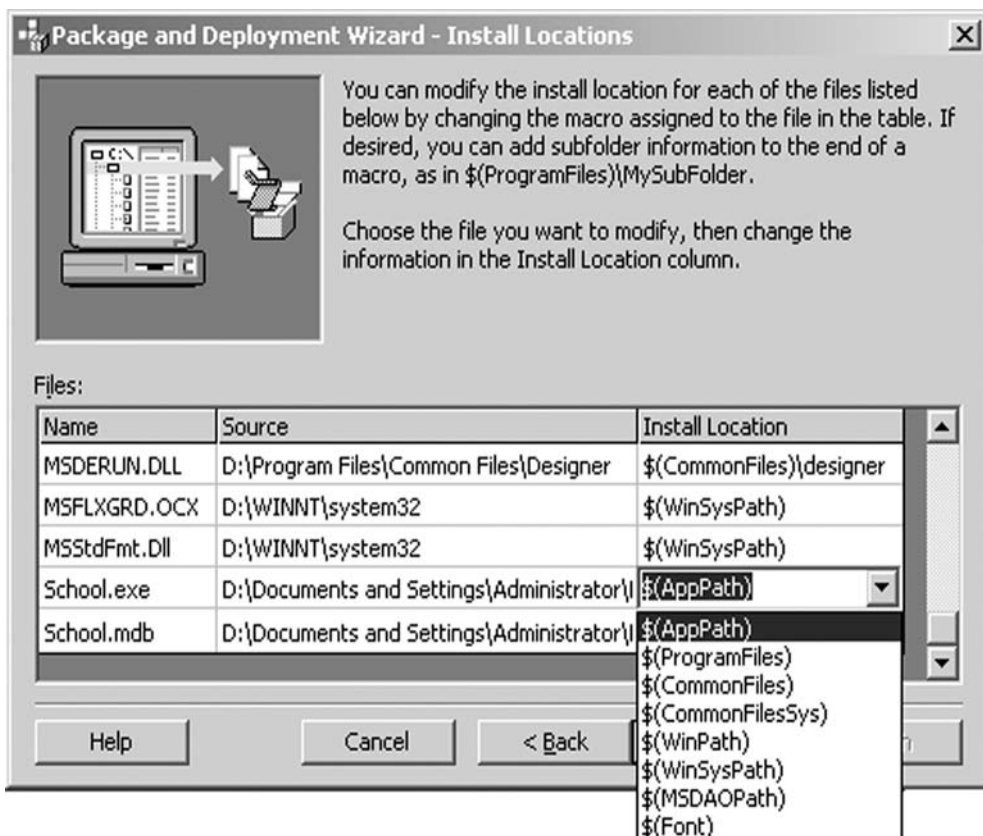 Package and Deployment Wizard - Install Locations
You can modify the install location for each of the files listed
below by changing the macro assigned to the file in the table. If
desired, you can add subfolder information to the end of a
macro, as in $(ProgramFiles)\MySubFolder.
Choose the file you want to modify, then change the
information in the Install Location column.
C:\
Files:
Name Source Install Location
MSDERUN.DLL D:\Program Files\Common Files\Designer $(CommonFiles)\designer
MSFLXGRD.OCX D:\WINNT\system32 $(WinSysPath)
MSStdFmt.Dll D:\WINNT\system32 $(WinSysPath)
School.exe D:\Documents and Settings\Administrator\ $(AppPath)
School.mdb D:\Documents and Settings\Administrator\ $(AppPath)
$(ProgramFiles)
$(CommonFiles)
$(CommonFilesSys)
Help Cancel < Back $(WinPath)
$(WinSysPath)
$(MSDAOPath)
$(Font)